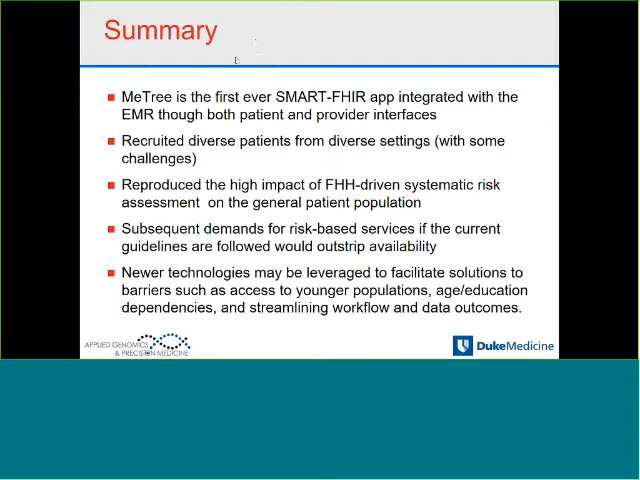 Summary
MeTree is the first ever SMART-FHIR app integrated with the
EMR though both patient and provider interfaces
Recruited diverse patients from diverse settings (with some
challenges)
Reproduced the high impact of FHH-driven systematic risk
assessment on the general patient population
Subsequent demands for risk-based services if the current
guidelines are followed would outstrip availability
Newer technologies may be leveraged to facilitate solutions to
barriers such as access to younger populations, age/education
dependencies, and streamlining workflow and data outcomes.
APPLIED GENOMICS
& PRECISION MEDICINE
DukeMedicine